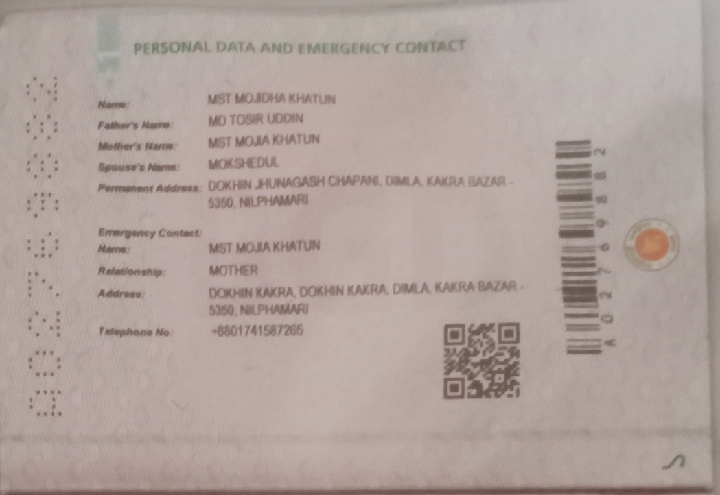 PERSONAL DATA AND EMERGENCY CONTACT
Name: MST MOJIDHA KHATUN
Father's Name: MD TOSIR UDDIN
Mother's Name: MST MOJIA KHATUN
Spouse's Name: MOKSHEDUL
Permanent Address: DOKHIN JHUNAGASH CHAPANI, DIMLA, KAKRA BAZAR -
5350, NILPHAMARI
Emergency Contact:
Name: MST MOJIA KHATUN
Relationship: MOTHER
Address: DOKHIN KAKRA, DOKHIN KAKRA, DIMLA, KAKRA BAZAR -
5350, NILPHAMARI
Telephone No: +8801741587265
A02769882